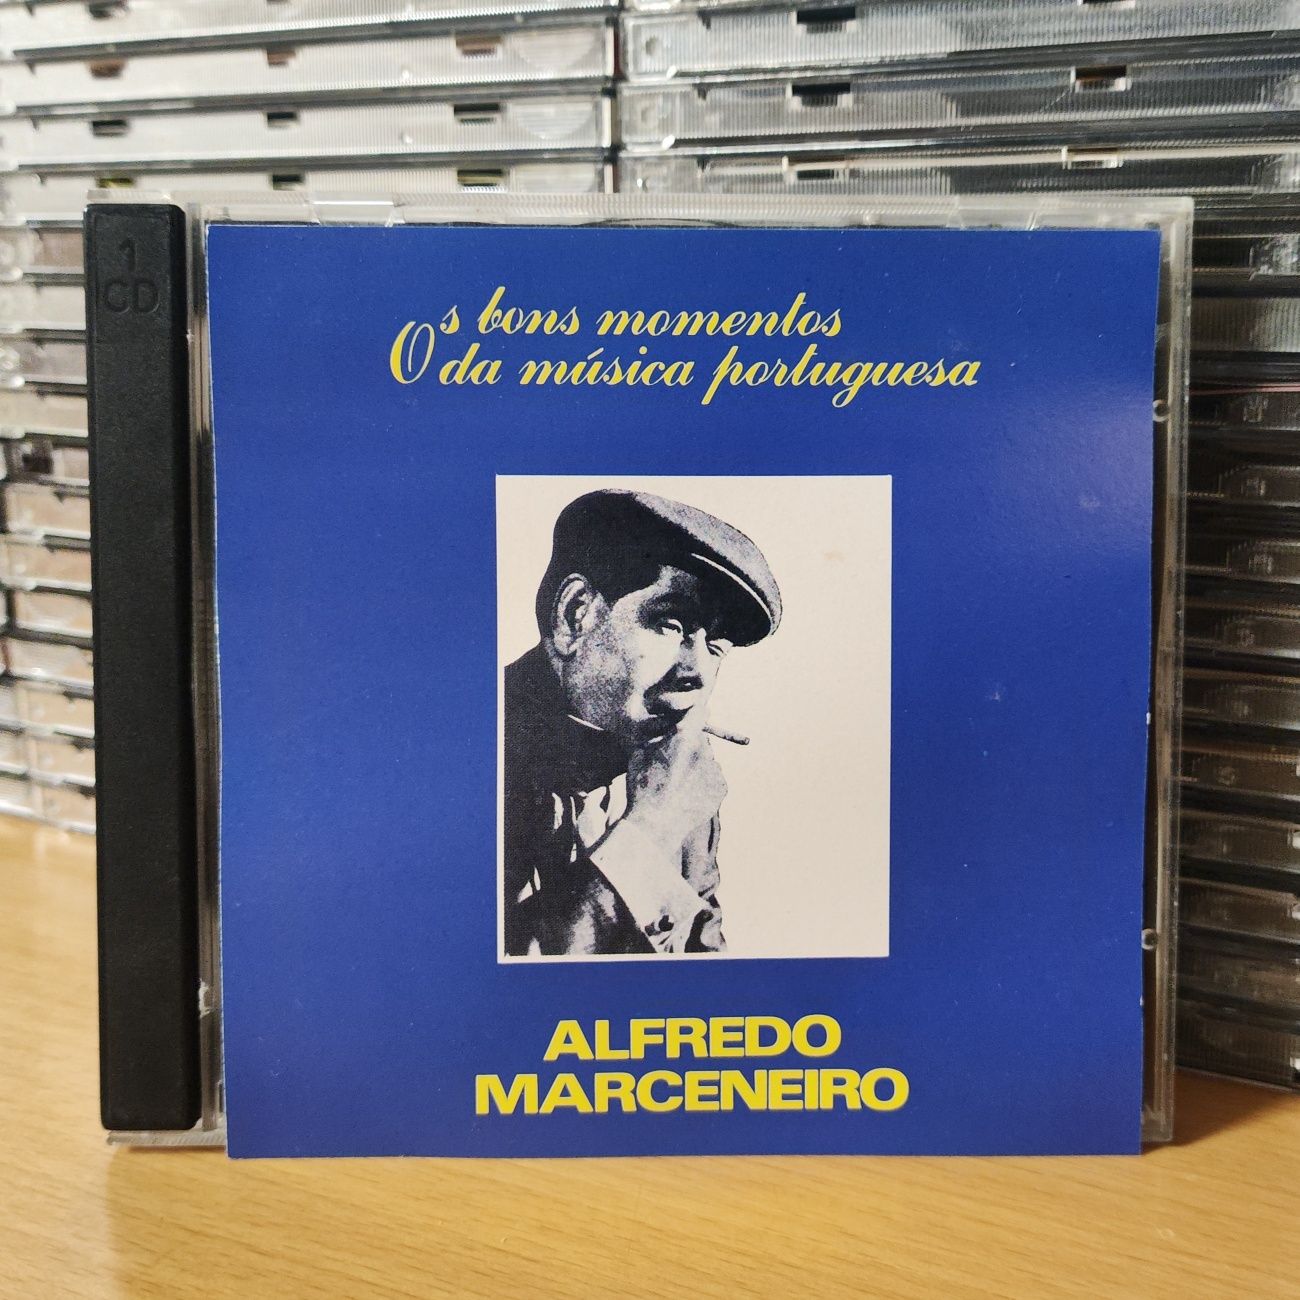 1
CD
Os bons momentos
da música portuguesa
ALFREDO
MARCENEIRO